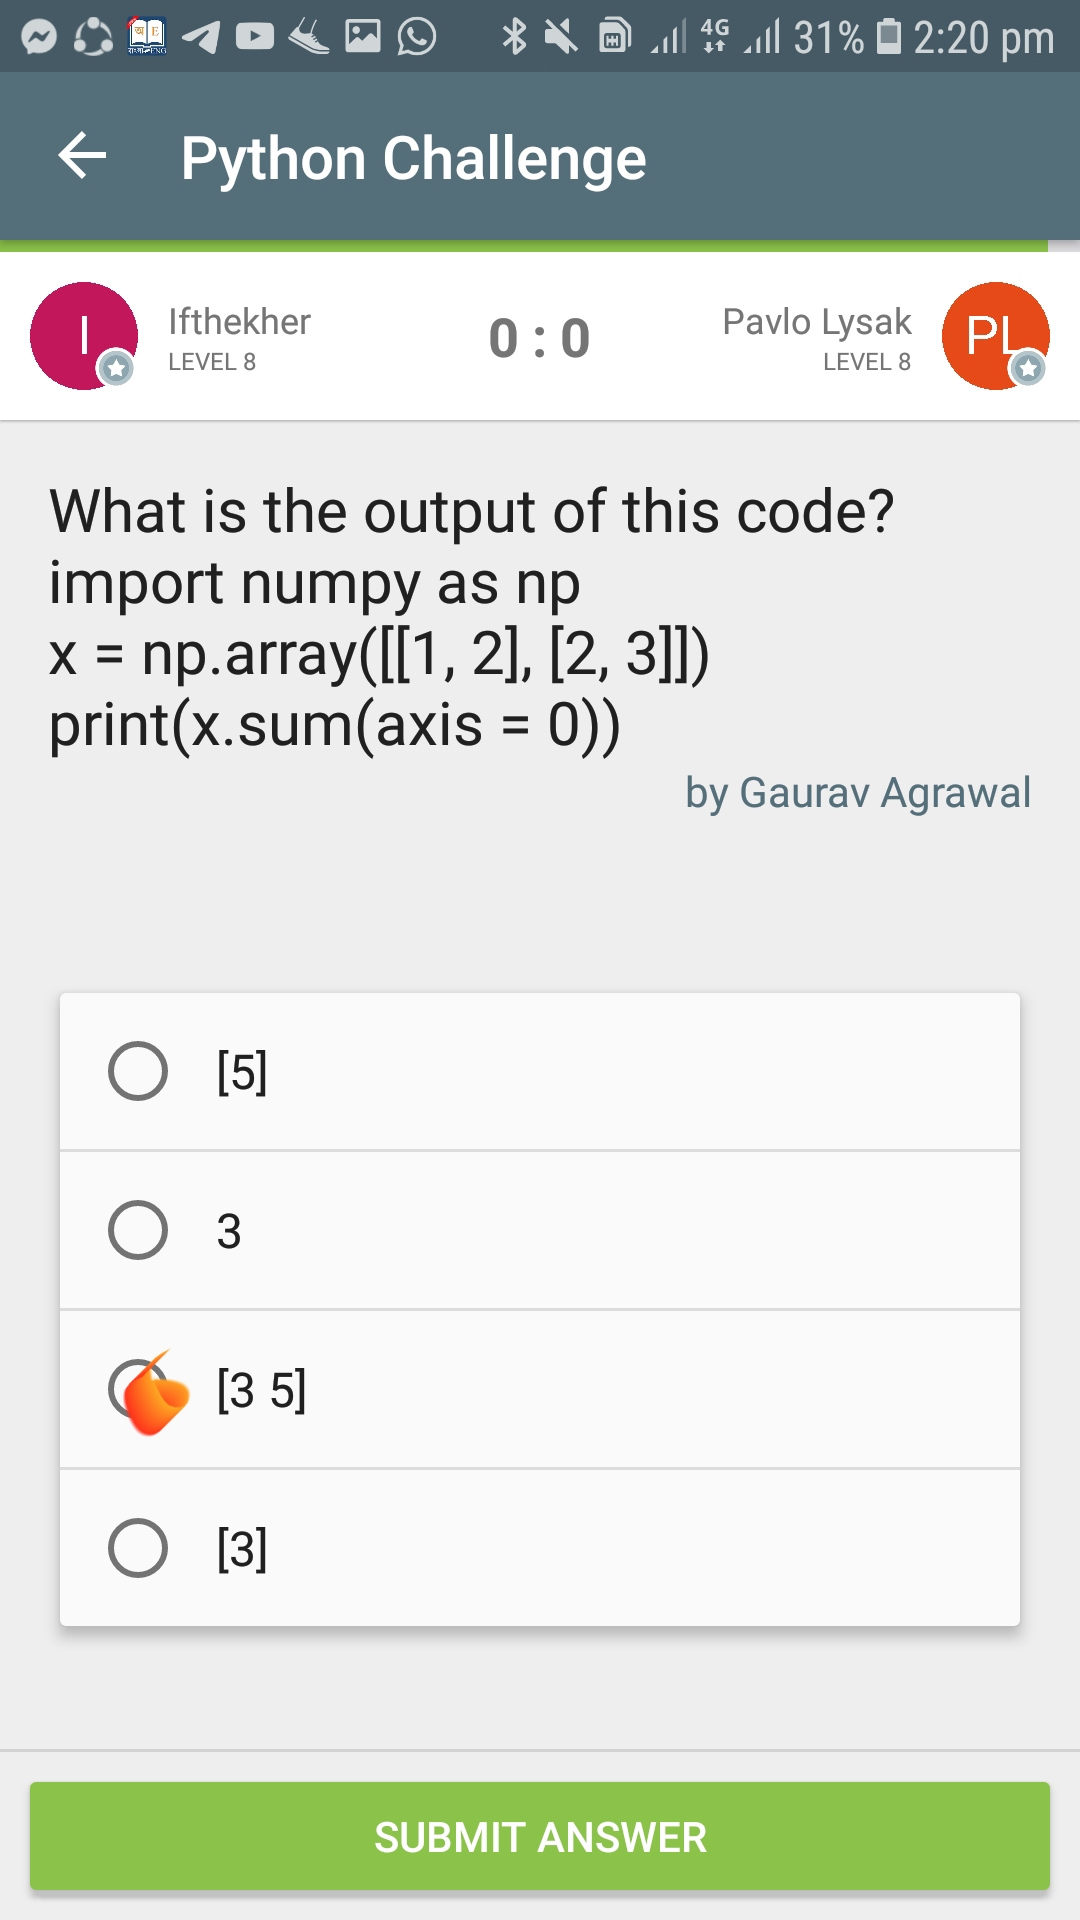 4G 31% 2:20 pm
Python Challenge
I Ifthekher 0 : 0 Pavlo Lysak PL
LEVEL 8 LEVEL 8
What is the output of this code?
import numpy as np
x = np.array([[1, 2], [2, 3]])
print(x.sum(axis = 0))
by Gaurav Agrawal
[5]
3
[3 5]
[3]
SUBMIT ANSWER